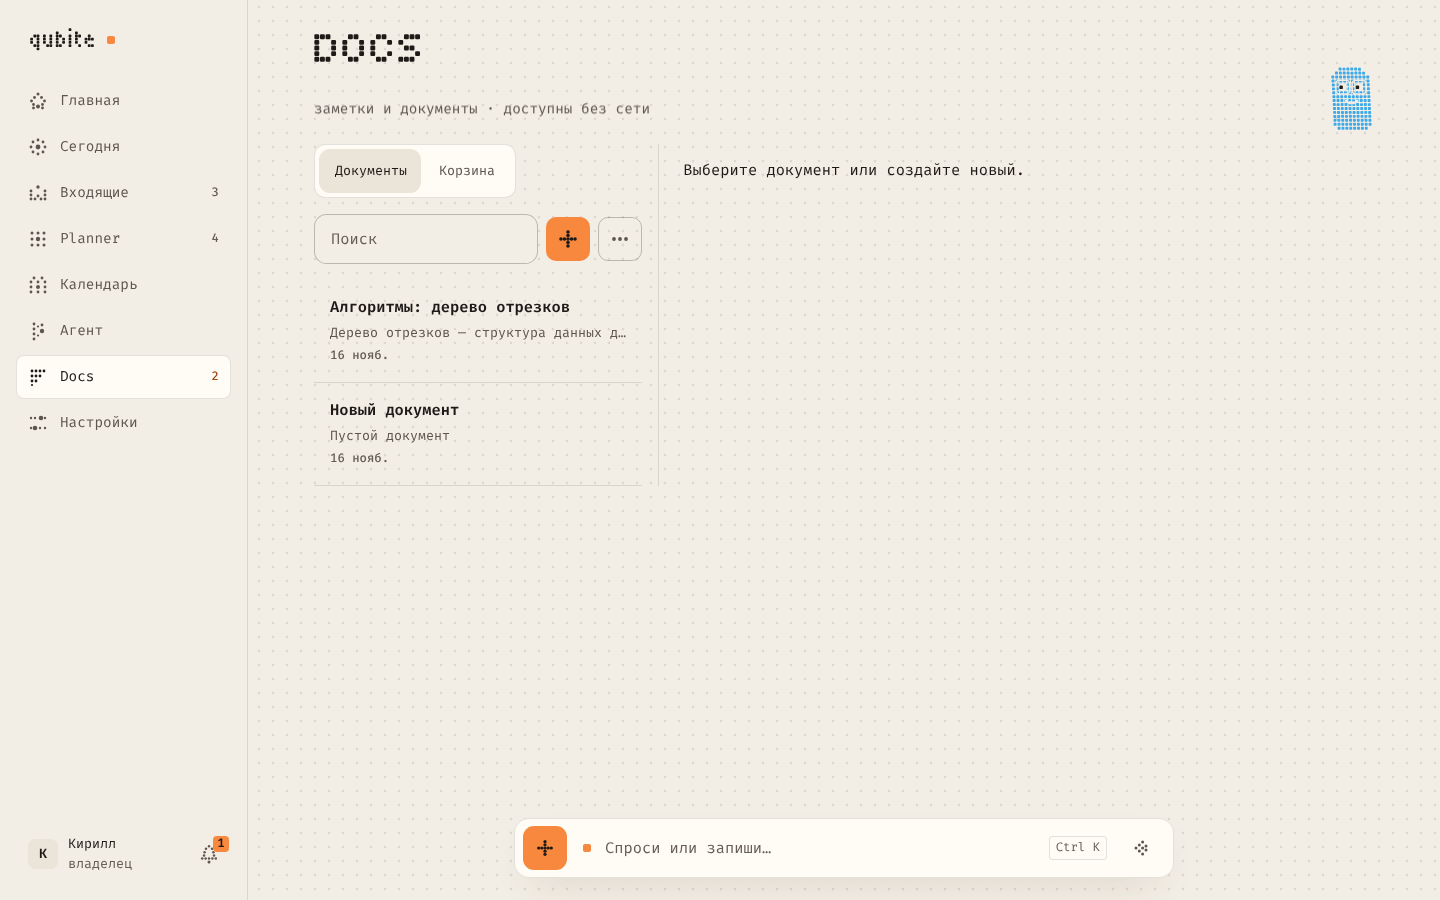 qubite
Главная
Сегодня
Входящие 3
Planner 4
Календарь
Агент
Docs 2
Настройки
К
Кирилл
владелец
1
DOCS
заметки и документы · доступны без сети
Документы Корзина
Поиск
Алгоритмы: дерево отрезков
Дерево отрезков — структура данных д…
16 нояб.
Новый документ
Пустой документ
16 нояб.
Выберите документ или создайте новый.
Спроси или запиши… Ctrl K